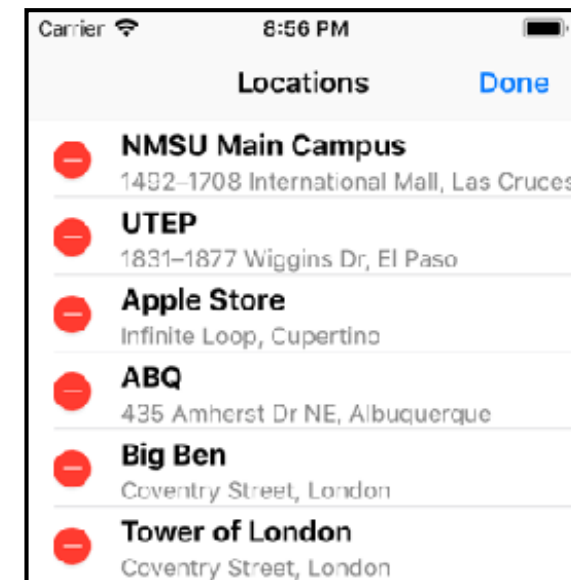 Carrier 8:56 PM
Locations Done
NMSU Main Campus
1492–1708 International Mall, Las Cruces
UTEP
1831–1877 Wiggins Dr, El Paso
Apple Store
Infinite Loop, Cupertino
ABQ
435 Amherst Dr NE, Albuquerque
Big Ben
Coventry Street, London
Tower of London
Coventry Street, London